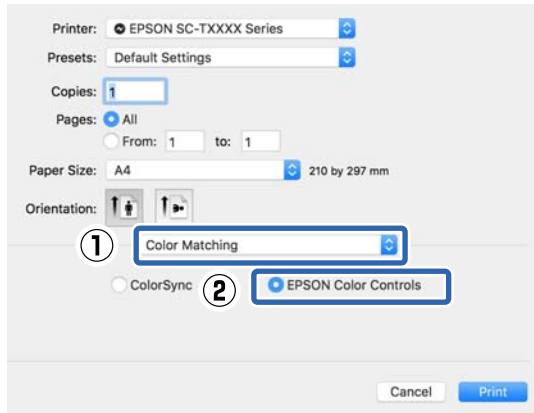 Printer: EPSON SC-TXXXX Series
Presets: Default Settings
Copies: 1
Pages: All
From: 1 to: 1
Paper Size: A4 210 by 297 mm
Orientation:
① Color Matching
ColorSync ② EPSON Color Controls
Cancel Print